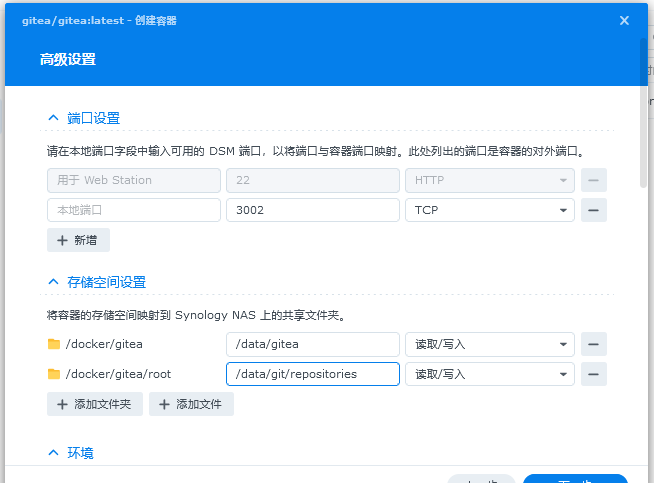 gitea/gitea:latest - 创建容器
高级设置
端口设置
请在本地端口字段中输入可用的 DSM 端口，以将端口与容器端口映射。此处列出的端口是容器的对外端口。
用于 Web Station 22 HTTP
本地端口 3002 TCP
新增
存储空间设置
将容器的存储空间映射到 Synology NAS 上的共享文件夹。
/docker/gitea /data/gitea 读取/写入
/docker/gitea/root /data/git/repositories 读取/写入
添加文件夹 添加文件
环境